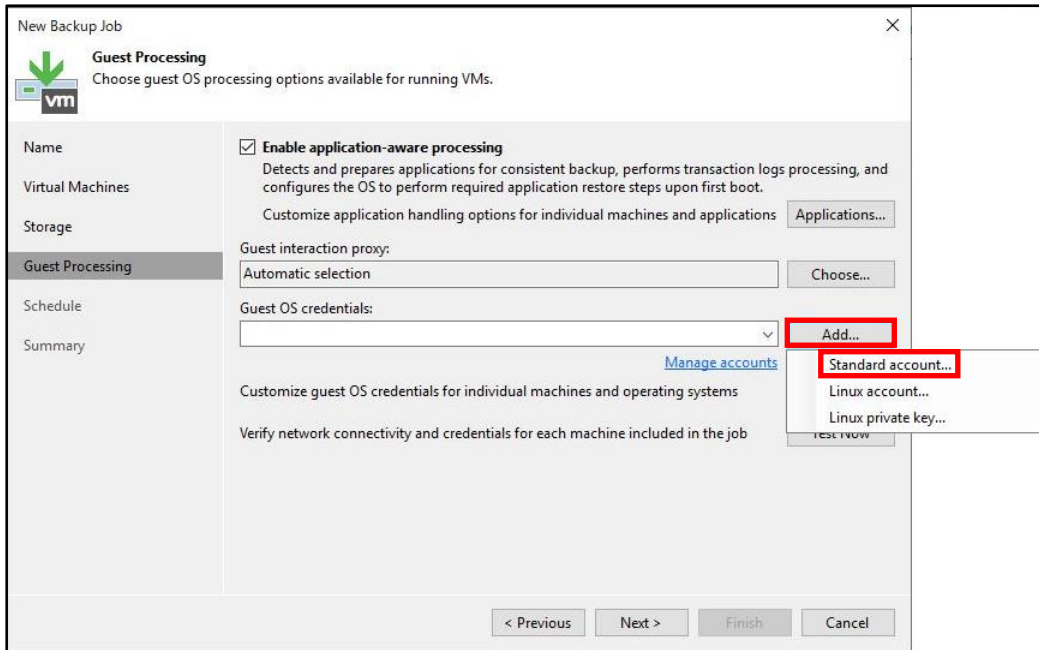 New Backup Job
Guest Processing
Choose guest OS processing options available for running VMs.
vm
Name
Virtual Machines
Storage
Guest Processing
Schedule
Summary
Enable application-aware processing
Detects and prepares applications for consistent backup, performs transaction logs processing, and
configures the OS to perform required application restore steps upon first boot.
Customize application handling options for individual machines and applications
Applications...
Guest interaction proxy:
Automatic selection
Choose...
Guest OS credentials:
Add...
Manage accounts
Standard account...
Linux account...
Linux private key...
Customize guest OS credentials for individual machines and operating systems
Verify network connectivity and credentials for each machine included in the job
Test Now
< Previous
Next >
Finish
Cancel